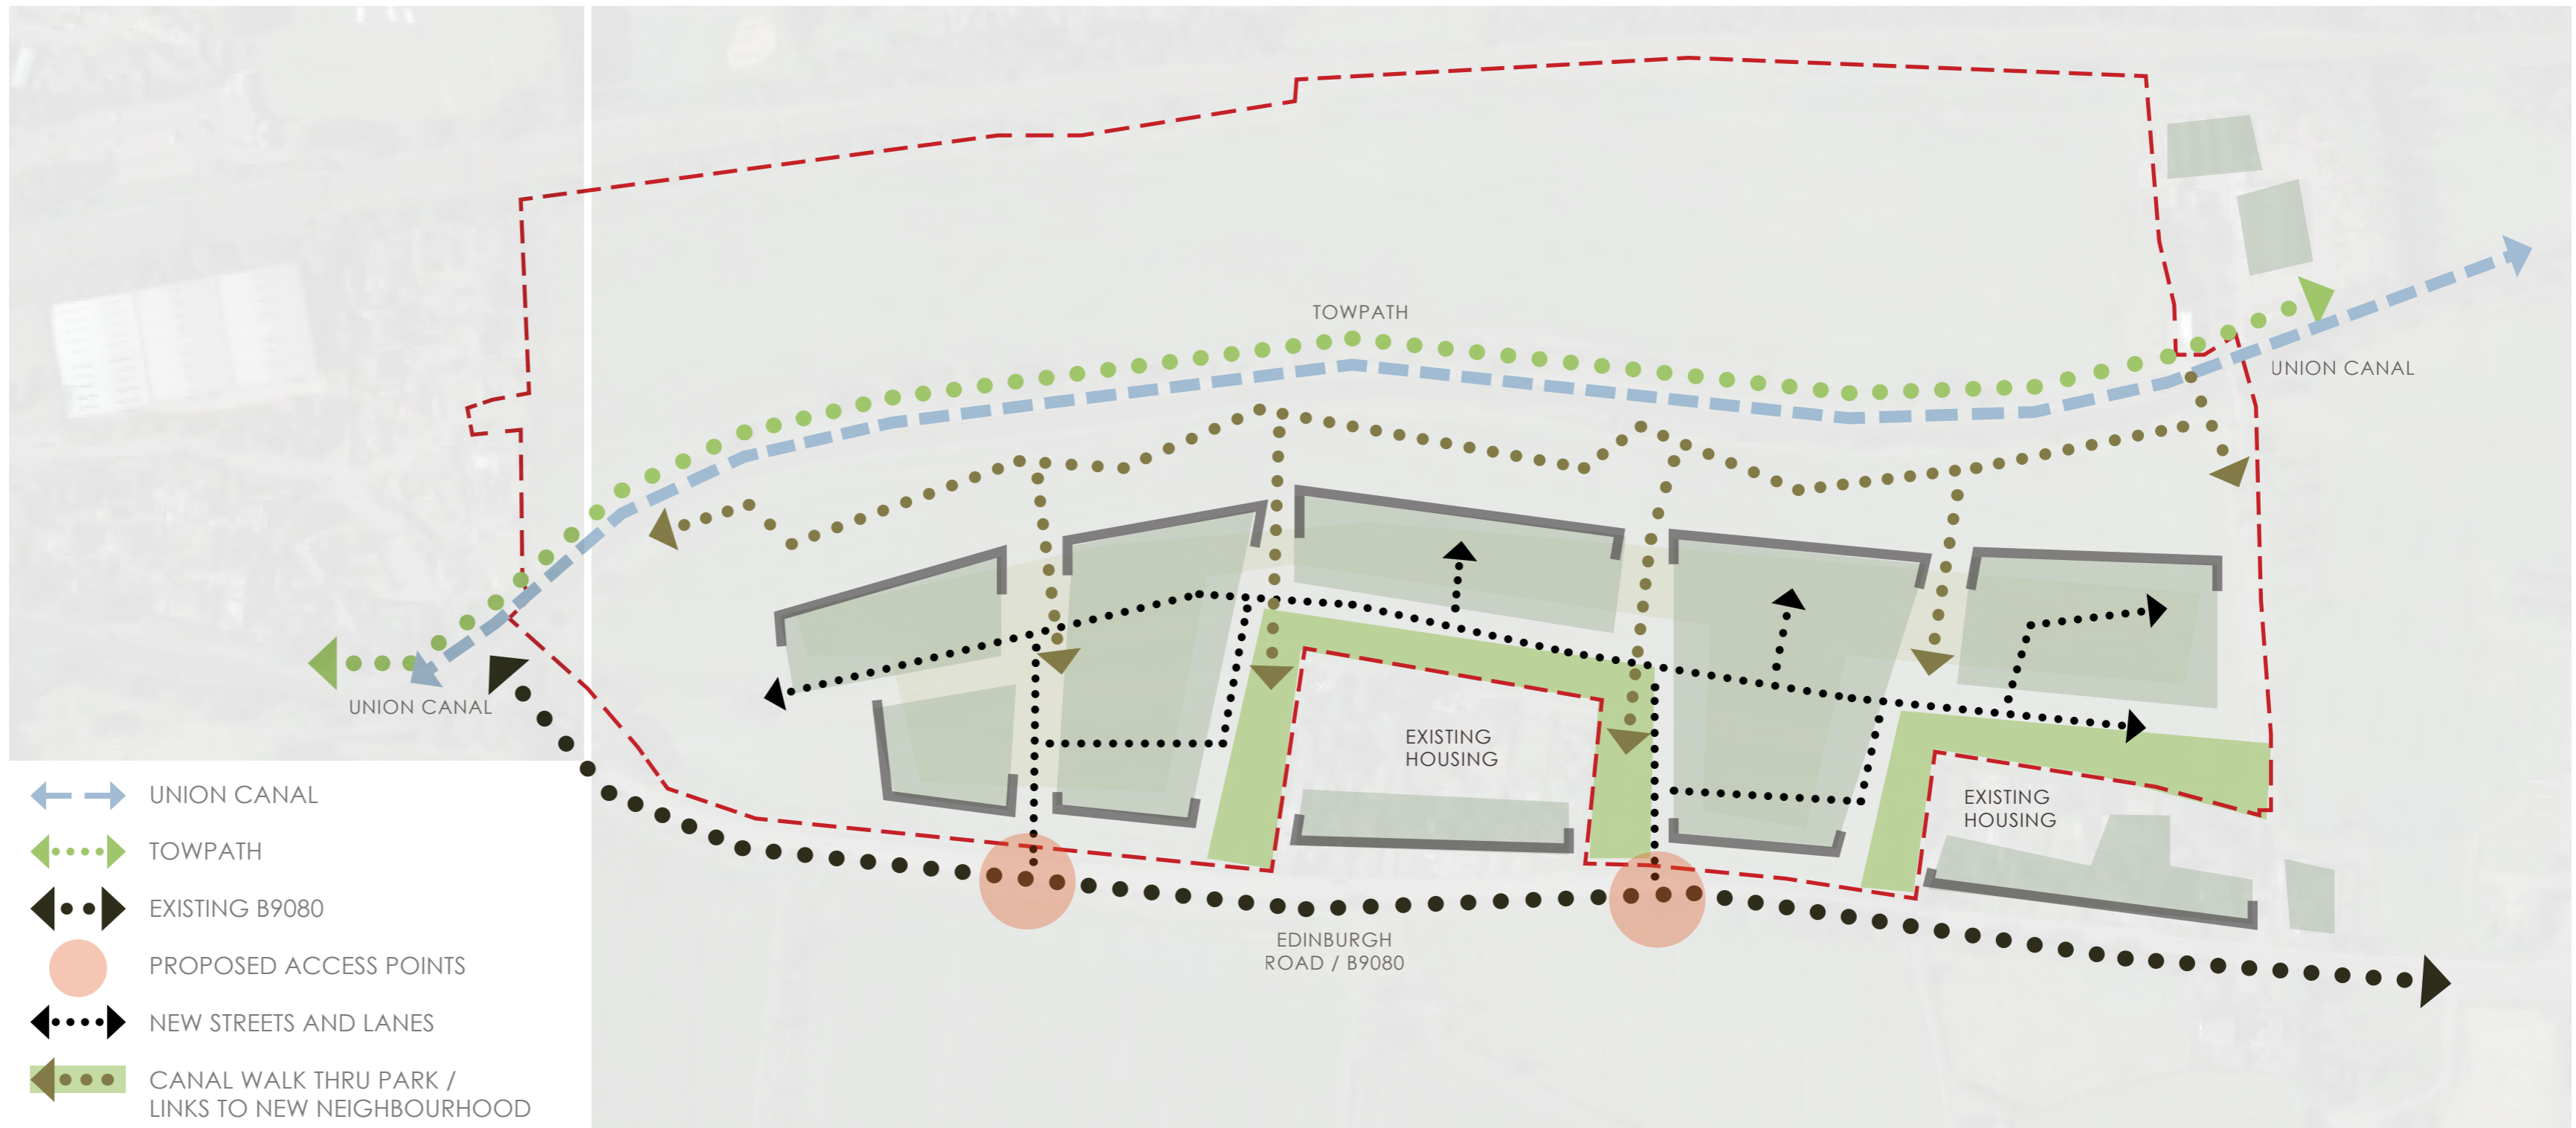 TOWPATH
UNION CANAL
UNION CANAL
EXISTING
HOUSING
EXISTING
HOUSING
EDINBURGH
ROAD / B9080
UNION CANAL
TOWPATH
EXISTING B9080
PROPOSED ACCESS POINTS
NEW STREETS AND LANES
CANAL WALK THRU PARK /
LINKS TO NEW NEIGHBOURHOOD